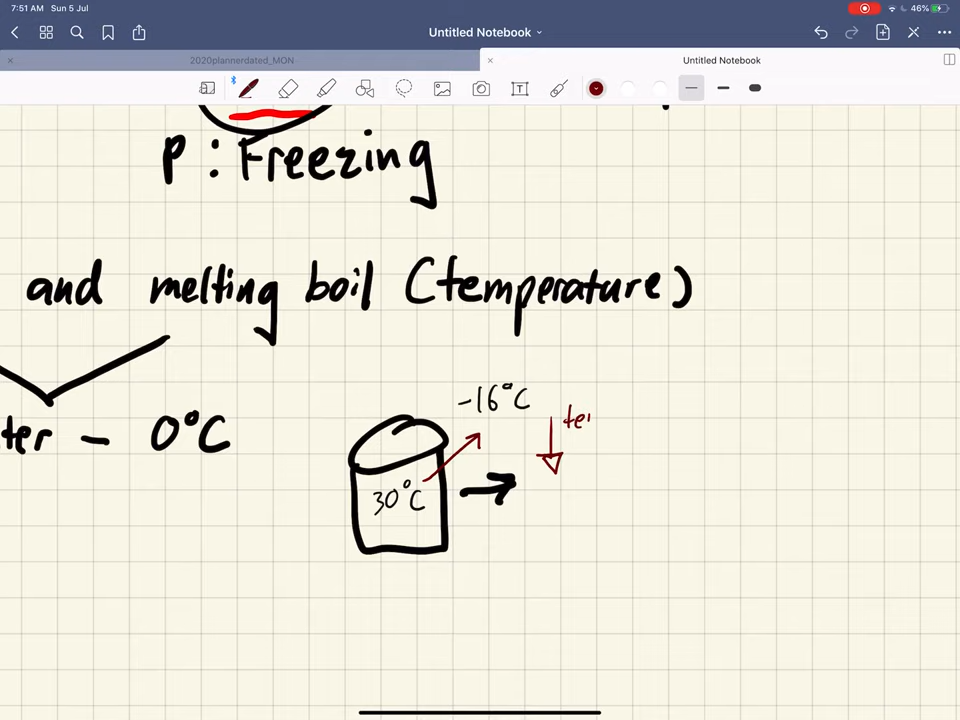 7:51 AM Sun 5 Jul
46%
Untitled Notebook
2020plannerdated_MON
Untitled Notebook
P : Freezing
and melting boil (temperature)
ter - 0°C
-16°C
ter
30°C